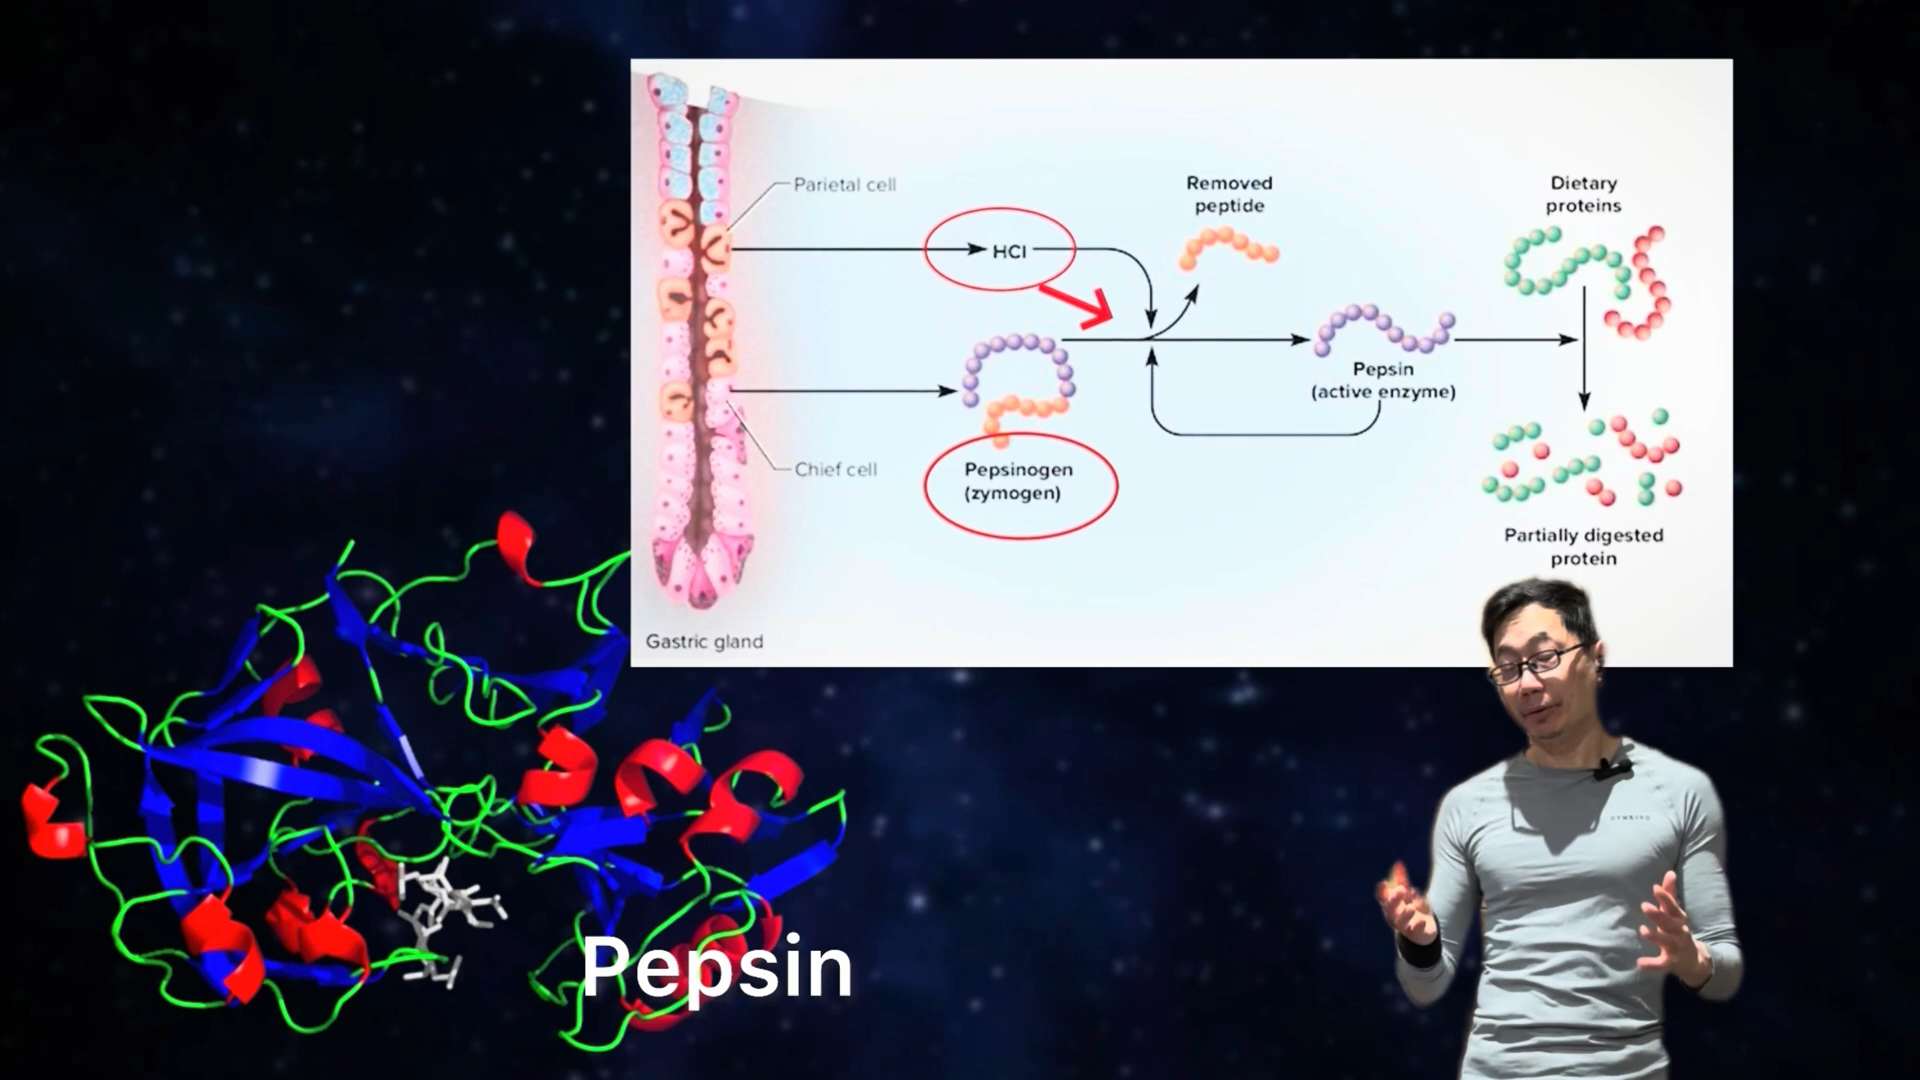 Parietal cell
HCl
Removed
peptide
Dietary
proteins
Pepsin
(active enzyme)
Chief cell
Pepsinogen
(zymogen)
Partially digested
protein
Gastric gland
Pepsin